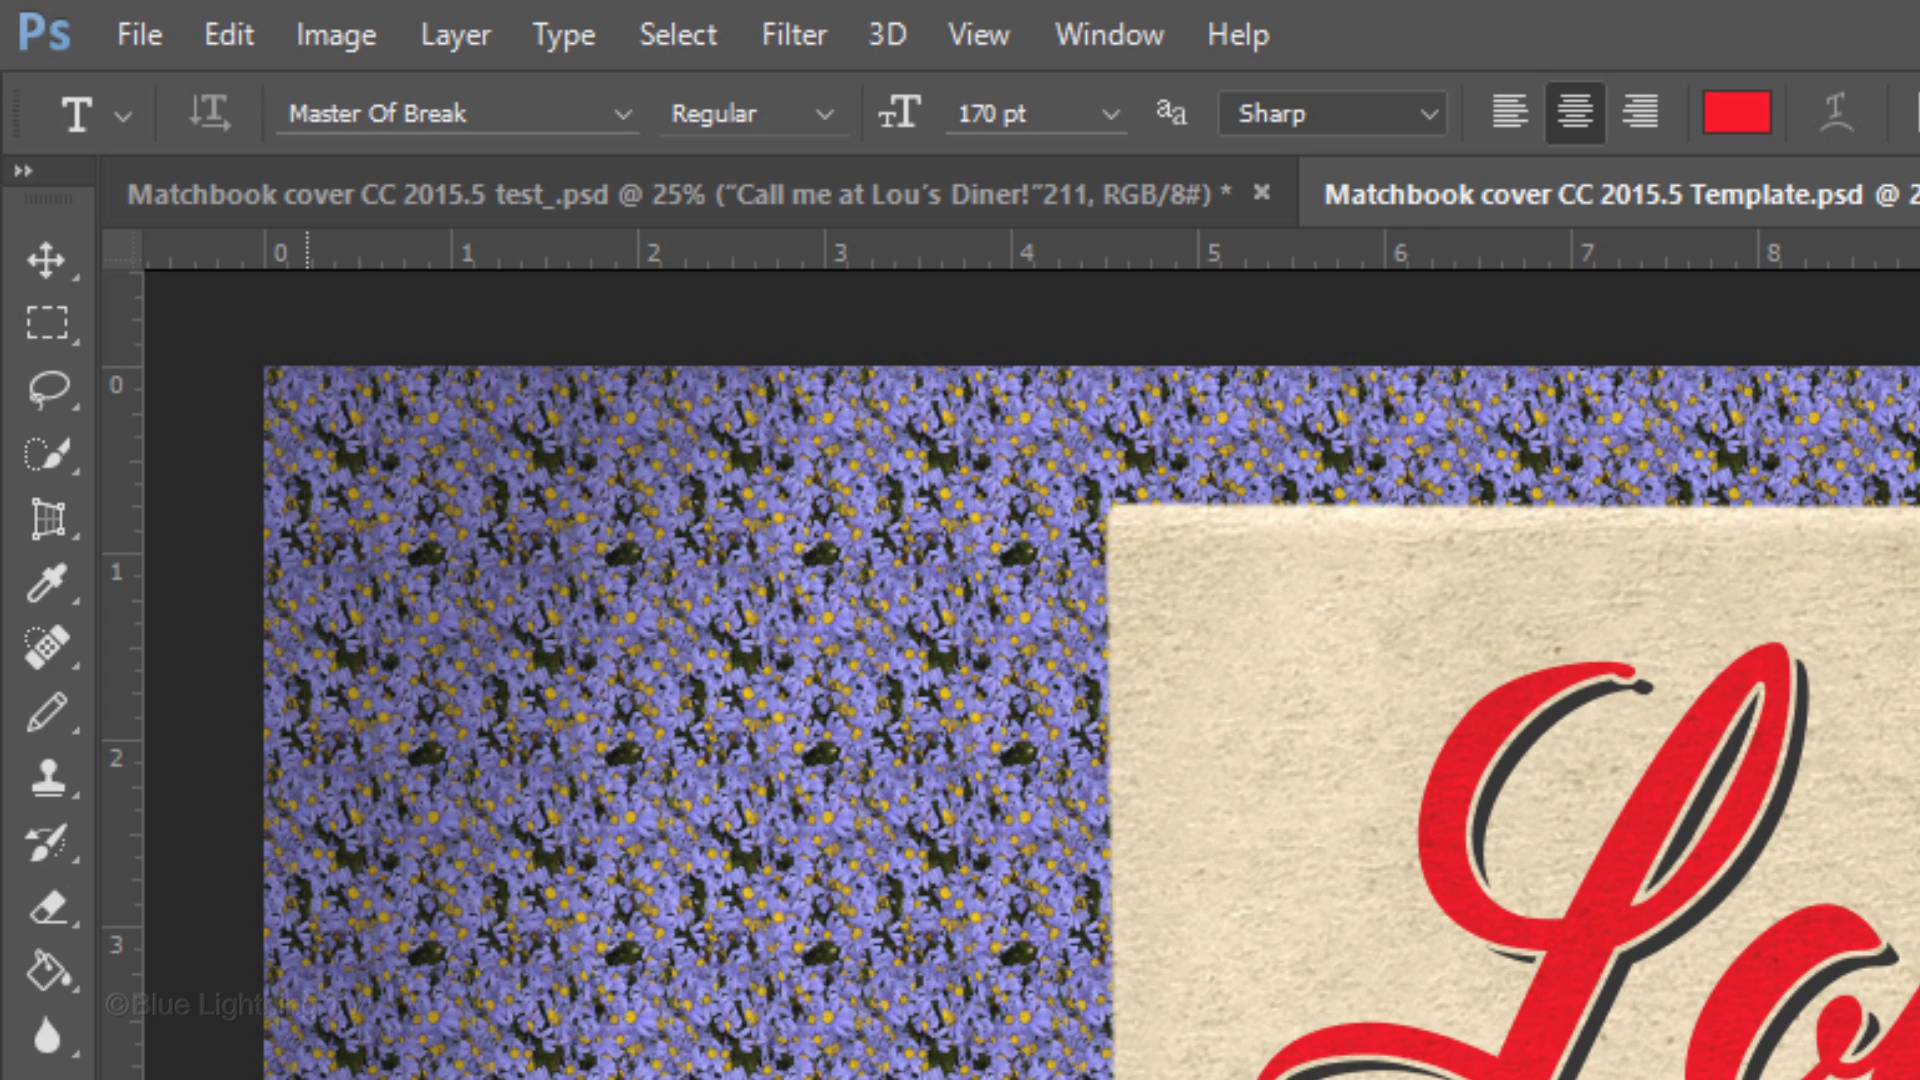 Ps File Edit Image Layer Type Select Filter 3D View Window Help
T Master Of Break Regular 170 pt aa Sharp
Matchbook cover CC 2015.5 test_.psd @ 25% ("Call me at Lou's Diner!"211, RGB/8#) * Matchbook cover CC 2015.5 Template.psd @ 2
0 1 2 3 4 5 6 7 8
0
1
2
3
Lo
©Blue Lightning TV